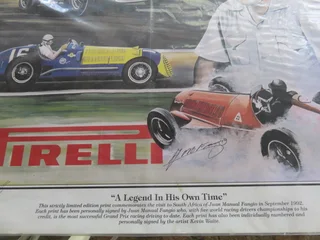 PIRELLI
"A Legend In His Own Time"
This strictly limited edition print commemorates the visit to South Africa of Juan Manuel Fangio in September 1992.
Each print has been personally signed by Juan Manuel Fangio who, with five world racing drivers championships to his
credit, is the most successful Grand Prix racing driver to date. Each print has also been individually numbered and
personally signed by the artist